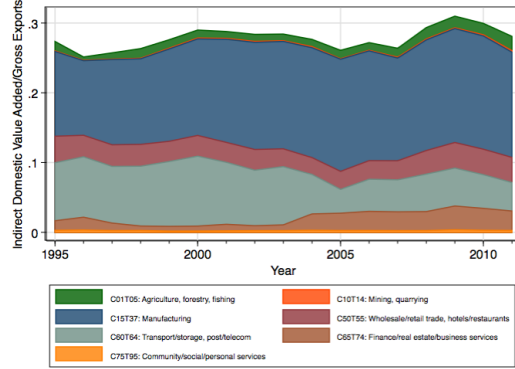 Indirect Domestic Value Added/Gross Exports
.3
.2
.1
0
1995
2000
2005
2010
Year
C01T05: Agriculture, forestry, fishing
C10T14: Mining, quarrying
C15T37: Manufacturing
C50T55: Wholesale/retail trade, hotels/restaurants
C60T64: Transport/storage, post/telecom
C65T74: Finance/real estate/business services
C75T95: Community/social/personal services